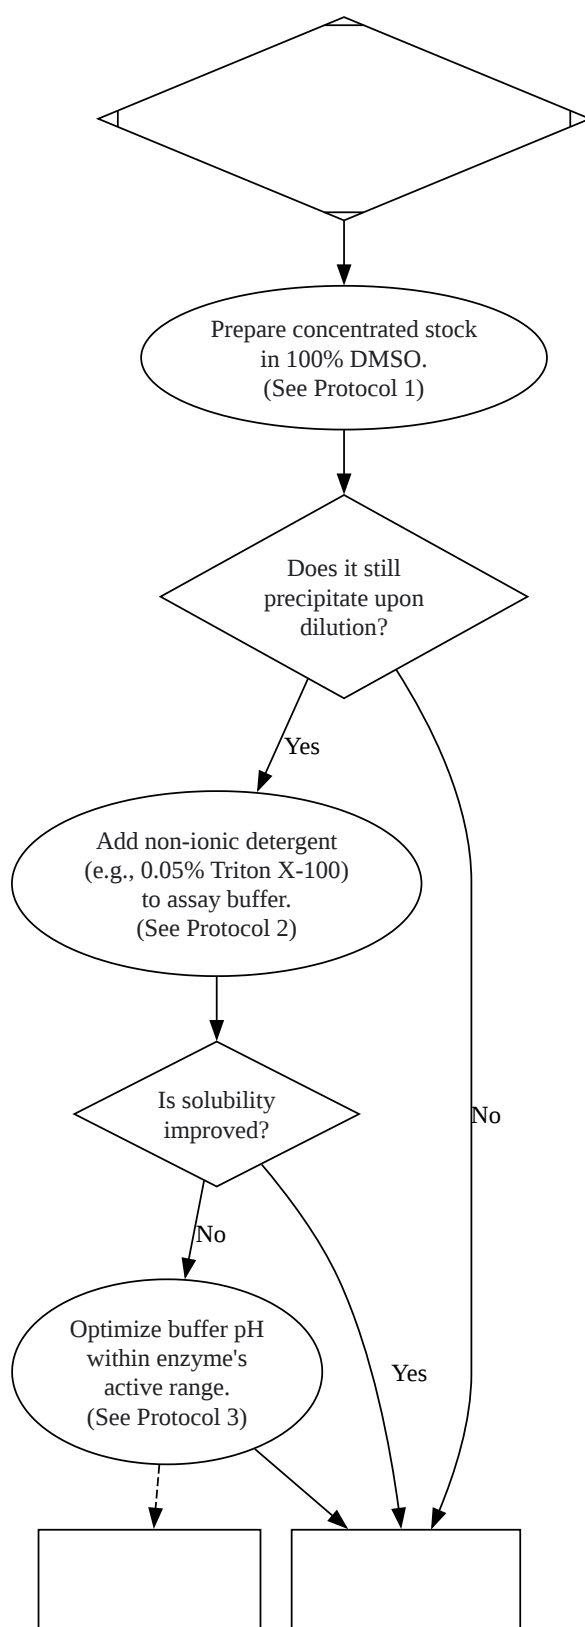 Prepare concentrated stock
in 100% DMSO.
(See Protocol 1)
Does it still
precipitate upon
dilution?
Yes
Add non-ionic detergent
(e.g., 0.05% Triton X-100)
to assay buffer.
(See Protocol 2)
Is solubility
improved?
No
No
Optimize buffer pH
within enzyme's
active range.
(See Protocol 3)
Yes